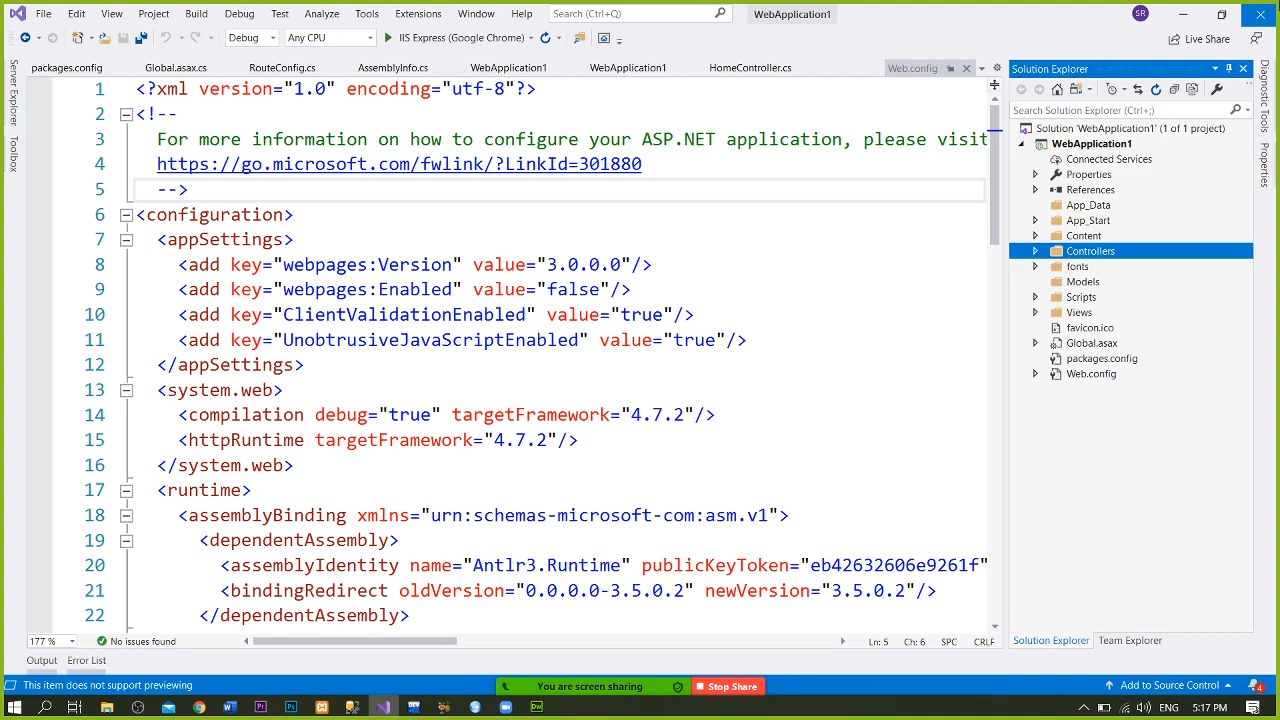 File Edit View Project Build Debug Test Analyze Tools Extensions Window Help Search (Ctrl+Q) WebApplication1 SR
Debug Any CPU IIS Express (Google Chrome) Live Share
packages.config Global.asax.cs RouteConfig.cs AssemblyInfo.cs WebApplication1 WebApplication1 HomeController.cs Web.config
Server Explorer
Toolbox
1 <?xml version="1.0" encoding="utf-8"?>
2 <!--
3 For more information on how to configure your ASP.NET application, please visit
4 https://go.microsoft.com/fwlink/?LinkId=301880
5 -->
6 <configuration>
7 <appSettings>
8 <add key="webpages:Version" value="3.0.0.0"/>
9 <add key="webpages:Enabled" value="false"/>
10 <add key="ClientValidationEnabled" value="true"/>
11 <add key="UnobtrusiveJavaScriptEnabled" value="true"/>
12 </appSettings>
13 <system.web>
14 <compilation debug="true" targetFramework="4.7.2"/>
15 <httpRuntime targetFramework="4.7.2"/>
16 </system.web>
17 <runtime>
18 <assemblyBinding xmlns="urn:schemas-microsoft-com:asm.v1">
19 <dependentAssembly>
20 <assemblyIdentity name="Antlr3.Runtime" publicKeyToken="eb42632606e9261f"
21 <bindingRedirect oldVersion="0.0.0.0-3.5.0.2" newVersion="3.5.0.2"/>
22 </dependentAssembly>
177 % No issues found Ln: 5 Ch: 6 SPC CRLF
Solution Explorer
Search Solution Explorer (Ctrl+;)
Solution 'WebApplication1' (1 of 1 project)
WebApplication1
Connected Services
Properties
References
App_Data
App_Start
Content
Controllers
fonts
Models
Scripts
Views
favicon.ico
Global.asax
packages.config
Web.config
Solution Explorer Team Explorer
Diagnostic Tools
Properties
Output Error List
This item does not support previewing You are screen sharing Stop Share Add to Source Control 4
W Pr Ps Dw ENG 5:17 PM